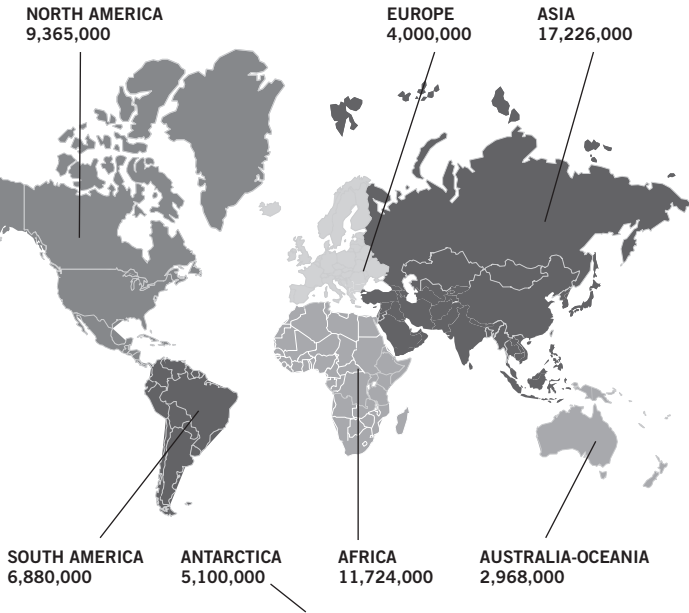 NORTH AMERICA
9,365,000
EUROPE
4,000,000
ASIA
17,226,000
SOUTH AMERICA
6,880,000
ANTARCTICA
5,100,000
AFRICA
11,724,000
AUSTRALIA-OCEANIA
2,968,000